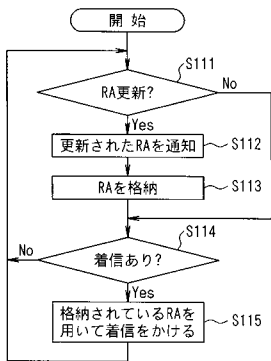 開 始
S111
RA更新?
No
Yes
更新されたRAを通知
S112
RAを格納
S113
S114
No
着信あり?
Yes
格納されているRAを
用いて着信をかける
S115